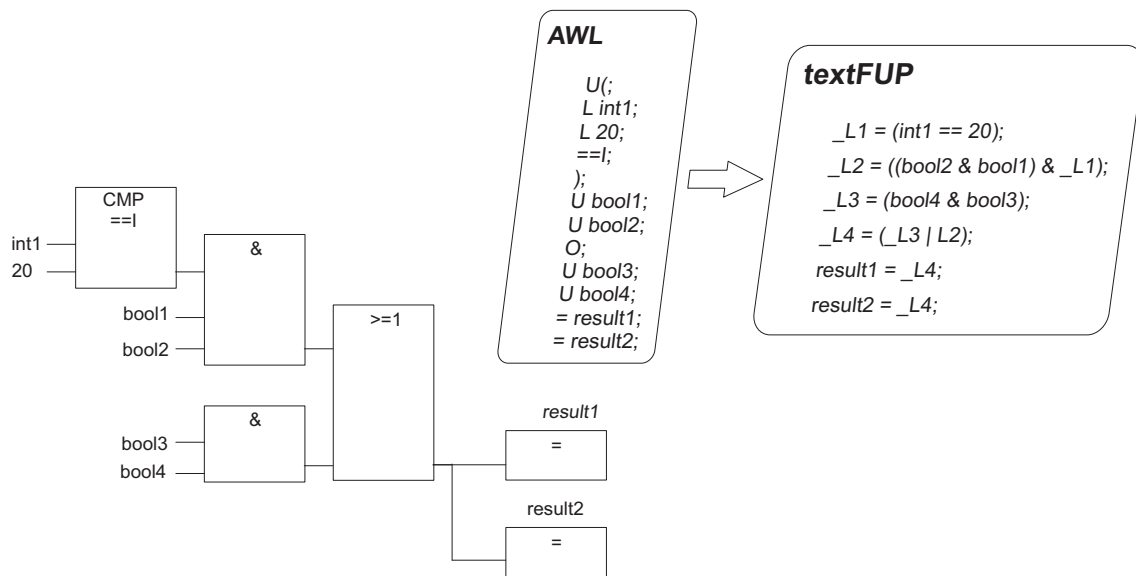 CMP
==I
int1
20
&
bool1
bool2
>=1
&
bool3
bool4
result1
=
result2
=
AWL
U(;
L int1;
L 20;
==I;
);
U bool1;
U bool2;
O;
U bool3;
U bool4;
= result1;
= result2;
textFUP
_L1 = (int1 == 20);
_L2 = ((bool2 & bool1) & _L1);
_L3 = (bool4 & bool3);
_L4 = (_L3 | L2);
result1 = _L4;
result2 = _L4;